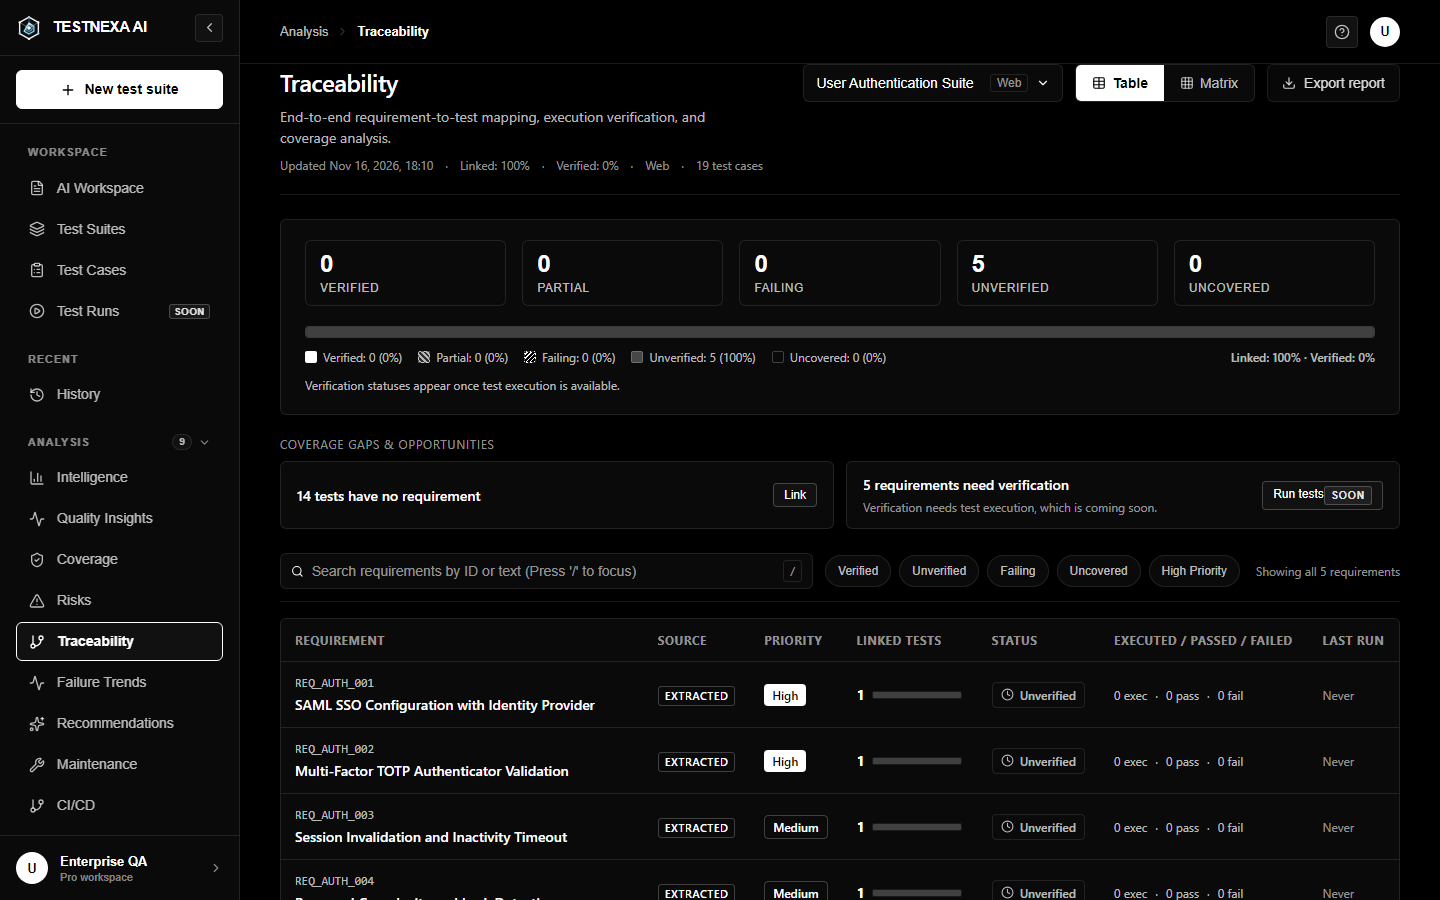 TESTNEXA AI
New test suite
WORKSPACE
AI Workspace
Test Suites
Test Cases
Test Runs SOON
RECENT
History
ANALYSIS 9
Intelligence
Quality Insights
Coverage
Risks
Traceability
Failure Trends
Recommendations
Maintenance
CI/CD
U Enterprise QA
Pro workspace
Analysis Traceability
U
Traceability
User Authentication Suite Web
Table Matrix
Export report
End-to-end requirement-to-test mapping, execution verification, and
coverage analysis.
Updated Nov 16, 2026, 18:10 · Linked: 100% · Verified: 0% · Web · 19 test cases
0 VERIFIED
0 PARTIAL
0 FAILING
5 UNVERIFIED
0 UNCOVERED
Verified: 0 (0%) Partial: 0 (0%) Failing: 0 (0%) Unverified: 5 (100%) Uncovered: 0 (0%) Linked: 100% · Verified: 0%
Verification statuses appear once test execution is available.
COVERAGE GAPS & OPPORTUNITIES
14 tests have no requirement Link
5 requirements need verification
Verification needs test execution, which is coming soon.
Run tests SOON
Search requirements by ID or text (Press '/' to focus) /
Verified Unverified Failing Uncovered High Priority Showing all 5 requirements
REQUIREMENT SOURCE PRIORITY LINKED TESTS STATUS EXECUTED / PASSED / FAILED LAST RUN
REQ_AUTH_001
SAML SSO Configuration with Identity Provider EXTRACTED High 1 Unverified 0 exec · 0 pass · 0 fail Never
REQ_AUTH_002
Multi-Factor TOTP Authenticator Validation EXTRACTED High 1 Unverified 0 exec · 0 pass · 0 fail Never
REQ_AUTH_003
Session Invalidation and Inactivity Timeout EXTRACTED Medium 1 Unverified 0 exec · 0 pass · 0 fail Never
REQ_AUTH_004
EXTRACTED Medium 1 Unverified 0 exec · 0 pass · 0 fail Never